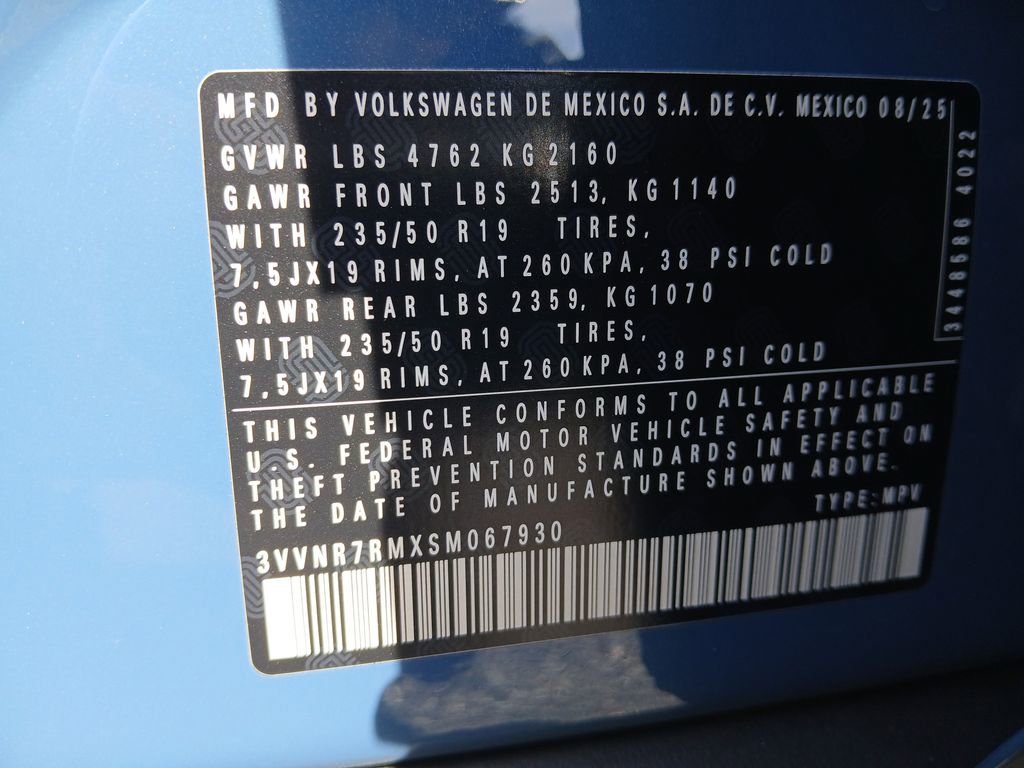 MFD BY VOLKSWAGEN DE MEXICO S.A. DE C.V. MEXICO 08/25
GVWR LBS 4762 KG 2160
GAWR FRONT LBS 2513, KG 1140
WITH 235/50 R19 TIRES,
7,5JX19 RIMS, AT 260 KPA, 38 PSI COLD
GAWR REAR LBS 2359, KG 1070
WITH 235/50 R19 TIRES,
7,5JX19 RIMS, AT 260 KPA, 38 PSI COLD
THIS VEHICLE CONFORMS TO ALL APPLICABLE
U.S. FEDERAL MOTOR VEHICLE SAFETY AND
THEFT PREVENTION STANDARDS IN EFFECT ON
THE DATE OF MANUFACTURE SHOWN ABOVE.
TYPE: MPV
3VVNR7RMXSM067930
3448586 4022